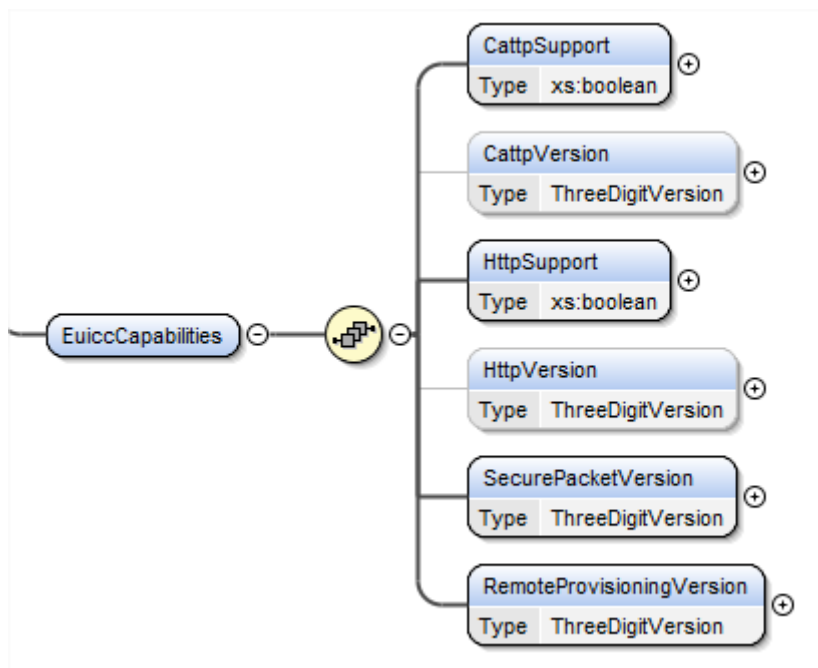 CattpSupport
Type xs:boolean
CattpVersion
Type ThreeDigitVersion
HttpSupport
Type xs:boolean
EuiccCapabilities
HttpVersion
Type ThreeDigitVersion
SecurePacketVersion
Type ThreeDigitVersion
RemoteProvisioningVersion
Type ThreeDigitVersion